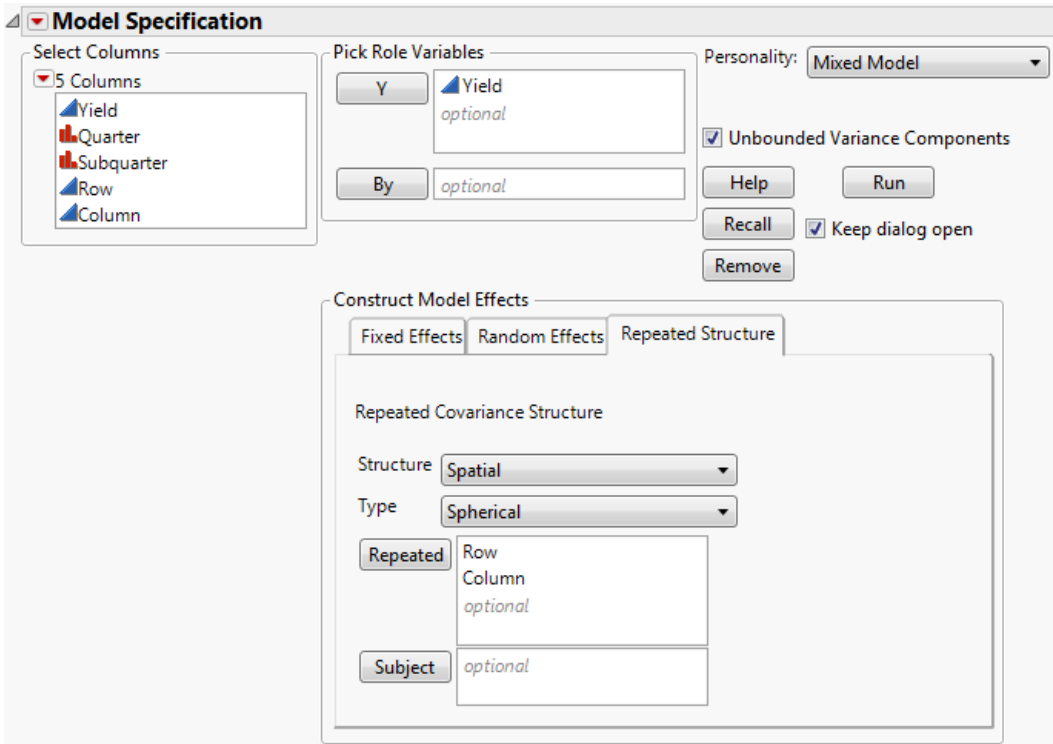 Model Specification
Select Columns
5 Columns
Yield
Quarter
Subquarter
Row
Column
Pick Role Variables
Y
Yield
optional
By
optional
Personality: Mixed Model
Unbounded Variance Components
Help
Run
Recall
Keep dialog open
Remove
Construct Model Effects
Fixed Effects
Random Effects
Repeated Structure
Repeated Covariance Structure
Structure Spatial
Type Spherical
Repeated
Row
Column
optional
Subject
optional